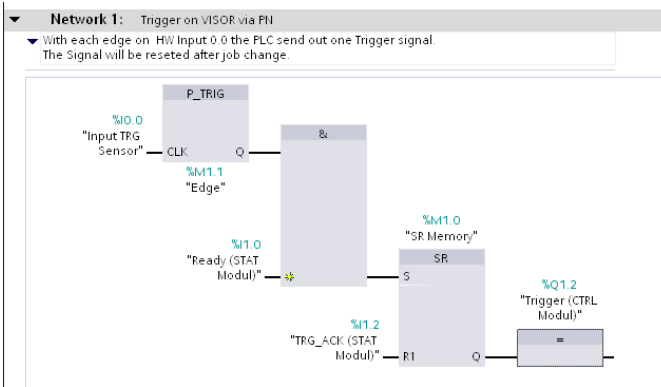 Network 1: Trigger on VISOR via PN
With each edge on HW Input 0.0 the PLC send out one Trigger signal.
The Signal will be reseted after job change.
P_TRIG
%I0.0
"Input TRG
Sensor"
CLK Q
%M1.1
"Edge"
&
%I1.0
"Ready (STAT
Modul)"
%M1.0
"SR Memory"
SR
S
%I1.2
"TRG_ACK (STAT
Modul)"
R1 Q
%Q1.2
"Trigger (CTRL
Modul)"
=